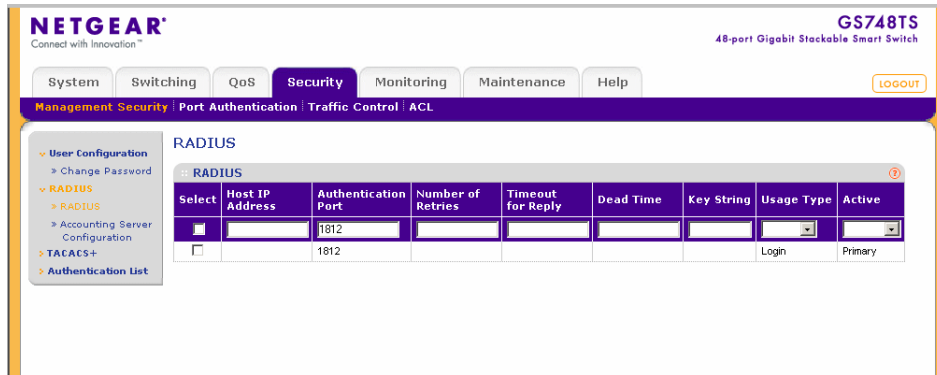 NETGEAR®
Connect with Innovation™
GS748TS
48-port Gigabit Stackable Smart Switch
System Switching QoS Security Monitoring Maintenance Help LOGOUT
Management Security Port Authentication Traffic Control ACL
User Configuration
» Change Password
RADIUS
» RADIUS
» Accounting Server
Configuration
TACACS+
Authentication List
RADIUS
:: RADIUS ?
Select Host IP Address Authentication Port Number of Retries Timeout for Reply Dead Time Key String Usage Type Active
1812
1812 Login Primary